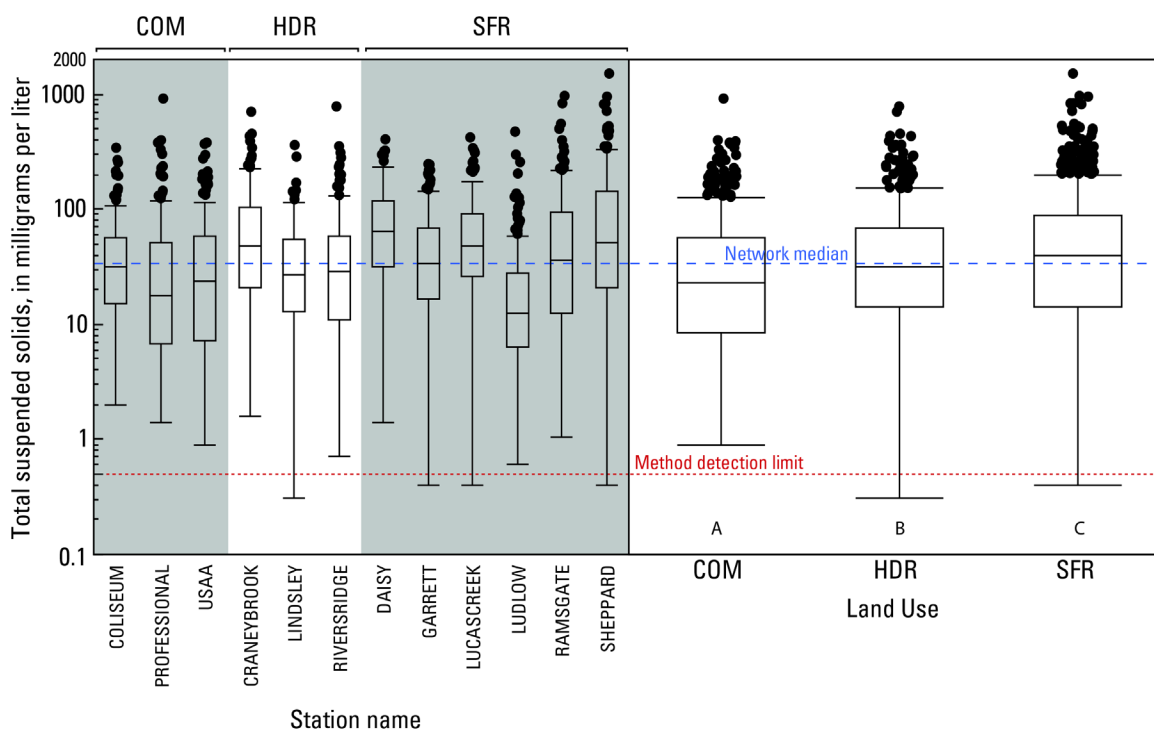 COM HDR SFR
Total suspended solids, in milligrams per liter
2000
1000
100
10
1
0.1
Network median
Method detection limit
A B C
COLISEUM
PROFESSIONAL
USAA
CRANEYBROOK
LINDSLEY
RIVERSRIDGE
DAISY
GARRETT
LUCASCREEK
LUDLOW
RAMSGATE
SHEPPARD
COM HDR SFR
Land Use
Station name